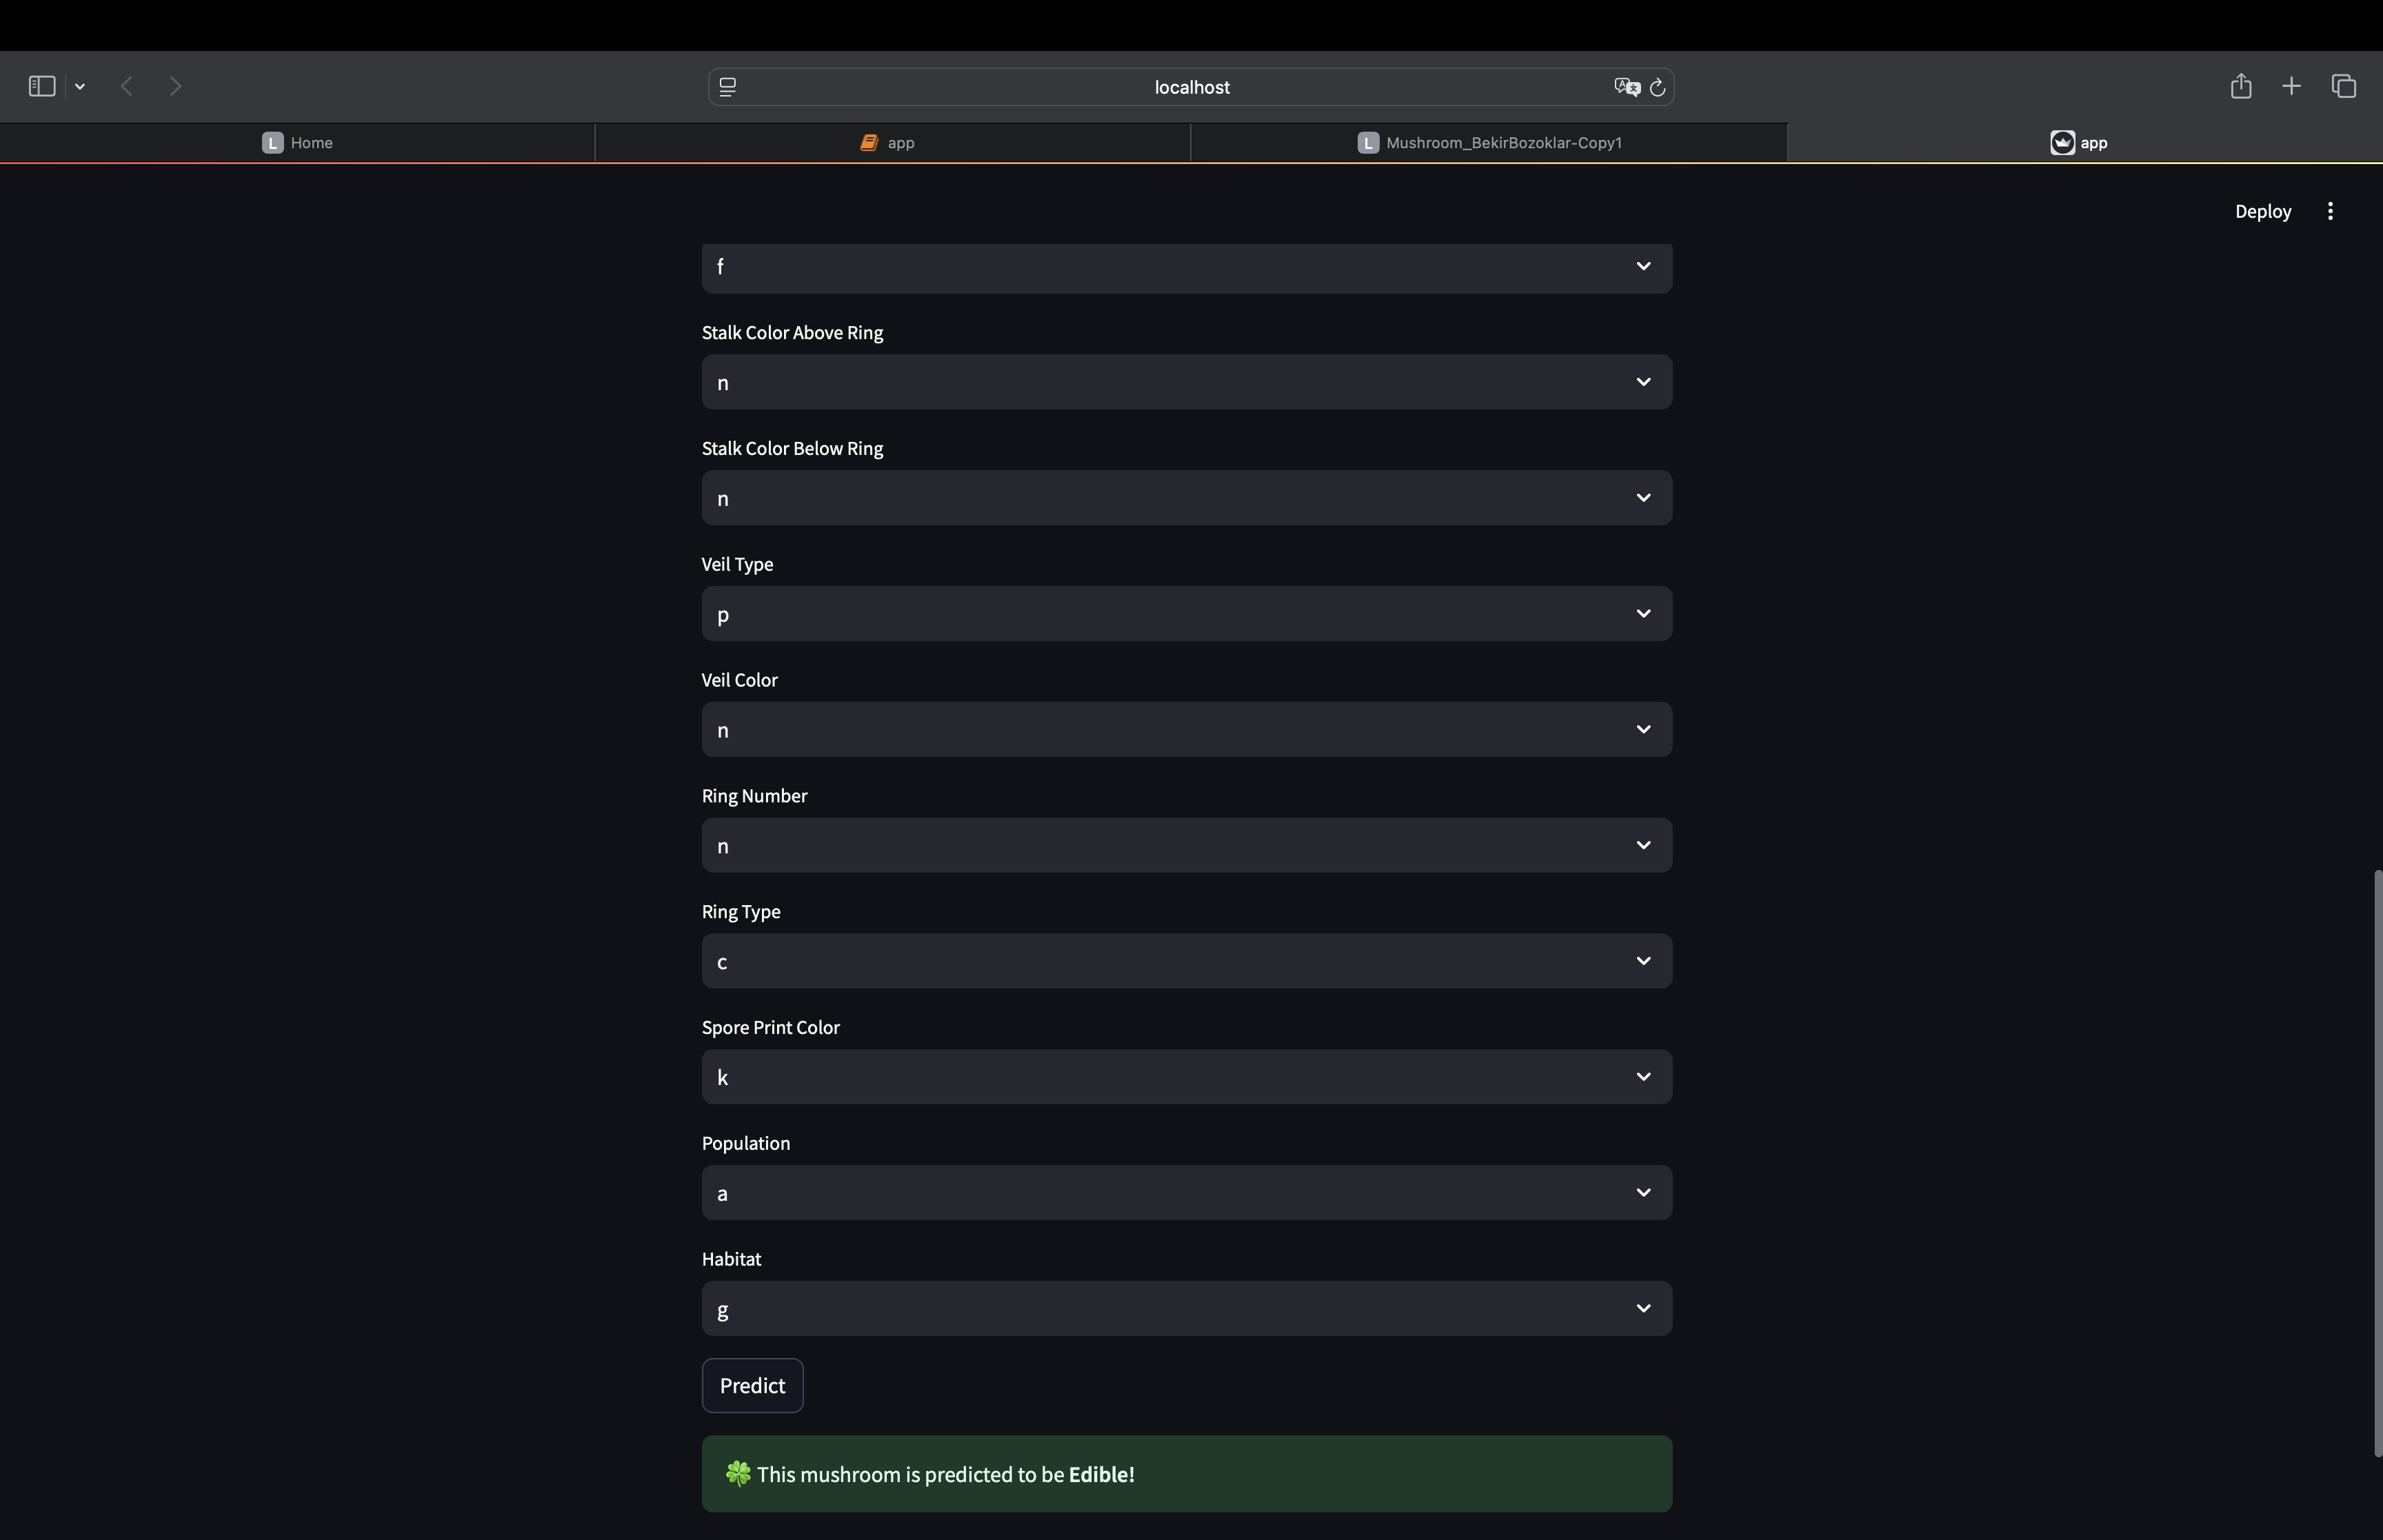 localhost
L Home
app
L Mushroom_BekirBozoklar-Copy1
app
Deploy
f
Stalk Color Above Ring
n
Stalk Color Below Ring
n
Veil Type
p
Veil Color
n
Ring Number
n
Ring Type
c
Spore Print Color
k
Population
a
Habitat
g
Predict
🍀 This mushroom is predicted to be Edible!